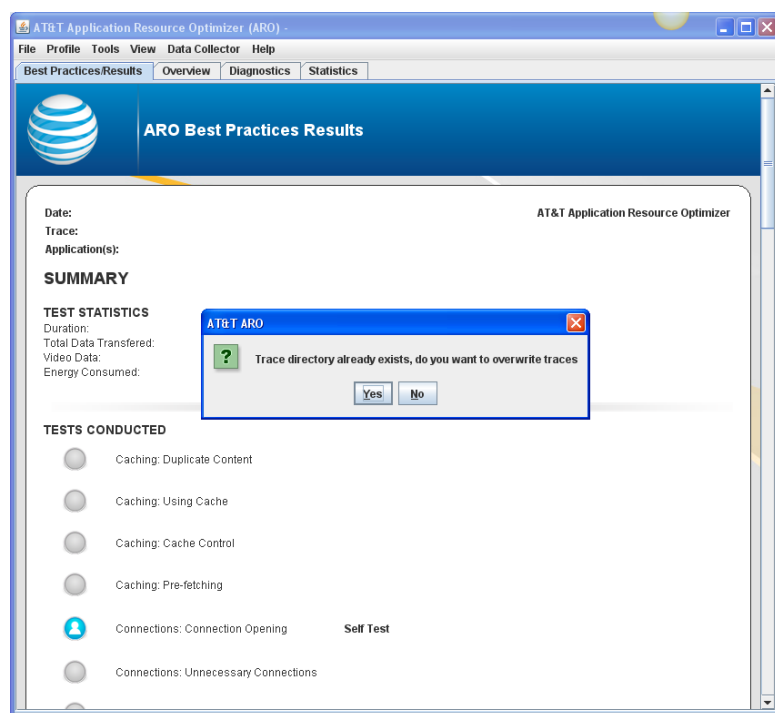 AT&T Application Resource Optimizer (ARO) -
File Profile Tools View Data Collector Help
Best Practices/Results Overview Diagnostics Statistics
ARO Best Practices Results
Date: AT&T Application Resource Optimizer
Trace:
Application(s):
SUMMARY
TEST STATISTICS
Duration:
Total Data Transfered:
Video Data:
Energy Consumed:
AT&T ARO
? Trace directory already exists, do you want to overwrite traces
Yes No
TESTS CONDUCTED
Caching: Duplicate Content
Caching: Using Cache
Caching: Cache Control
Caching: Pre-fetching
Connections: Connection Opening Self Test
Connections: Unnecessary Connections